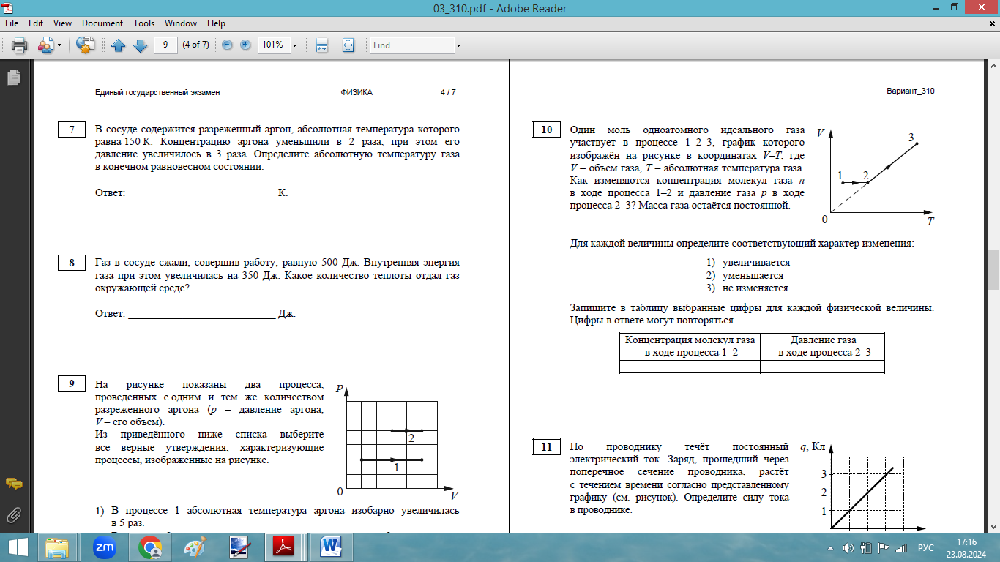 03_310.pdf - Adobe Reader
File Edit View Document Tools Window Help
9 (4 of 7) 101% Find
Единый государственный экзамен ФИЗИКА 4 / 7
7 В сосуде содержится разреженный аргон, абсолютная температура которого
равна 150 К. Концентрацию аргона уменьшили в 2 раза, при этом его
давление увеличилось в 3 раза. Определите абсолютную температуру газа
в конечном равновесном состоянии.
Ответ: ____________________________ К.
8 Газ в сосуде сжали, совершив работу, равную 500 Дж. Внутренняя энергия
газа при этом увеличилась на 350 Дж. Какое количество теплоты отдал газ
окружающей среде?
Ответ: ____________________________ Дж.
9 На рисунке показаны два процесса,
проведённых с одним и тем же количеством
разреженного аргона (p – давление аргона,
V – его объём).
Из приведённого ниже списка выберите
все верные утверждения, характеризующие
процессы, изображённые на рисунке.
p
2
1
0
V
1) В процессе 1 абсолютная температура аргона изобарно увеличилась
в 5 раз.
Вариант_310
10 Один моль одноатомного идеального газа
участвует в процессе 1–2–3, график которого
изображён на рисунке в координатах V–T, где
V – объём газа, T – абсолютная температура газа.
Как изменяются концентрация молекул газа n
в ходе процесса 1–2 и давление газа p в ходе
процесса 2–3? Масса газа остаётся постоянной.
V
3
1 2
0
T
Для каждой величины определите соответствующий характер изменения:
1) увеличивается
2) уменьшается
3) не изменяется
Запишите в таблицу выбранные цифры для каждой физической величины.
Цифры в ответе могут повторяться.
Концентрация молекул газа Давление газа
в ходе процесса 1–2 в ходе процесса 2–3
11 По проводнику течёт постоянный
электрический ток. Заряд, прошедший через
поперечное сечение проводника, растёт
с течением времени согласно представленному
графику (см. рисунок). Определите силу тока
в проводнике.
q, Кл
3
2
1
zm
W
РУС
17:16
23.08.2024